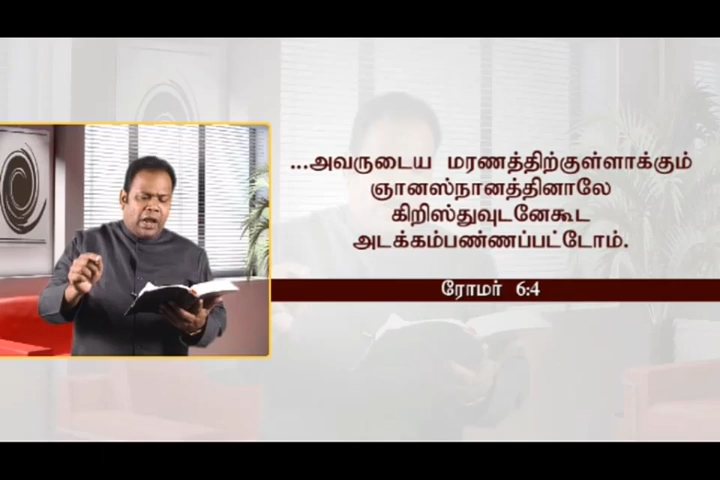 ...அவருடைய மரணத்திற்குள்ளாக்கும்
ஞானஸ்நானத்தினாலே
கிறிஸ்துவுடனேகூட
அடக்கம்பண்ணப்பட்டோம்.
ரோமர் 6:4